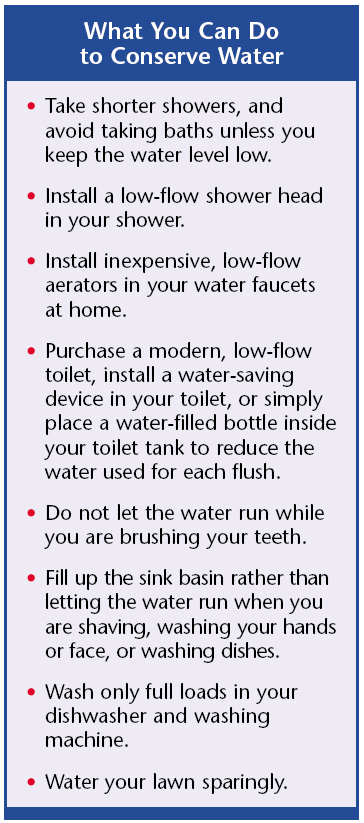 What You Can Do
to Conserve Water
• Take shorter showers, and
avoid taking baths unless you
keep the water level low.
• Install a low-flow shower head
in your shower.
• Install inexpensive, low-flow
aerators in your water faucets
at home.
• Purchase a modern, low-flow
toilet, install a water-saving
device in your toilet, or simply
place a water-filled bottle inside
your toilet tank to reduce the
water used for each flush.
• Do not let the water run while
you are brushing your teeth.
• Fill up the sink basin rather than
letting the water run when you
are shaving, washing your hands
or face, or washing dishes.
• Wash only full loads in your
dishwasher and washing
machine.
• Water your lawn sparingly.